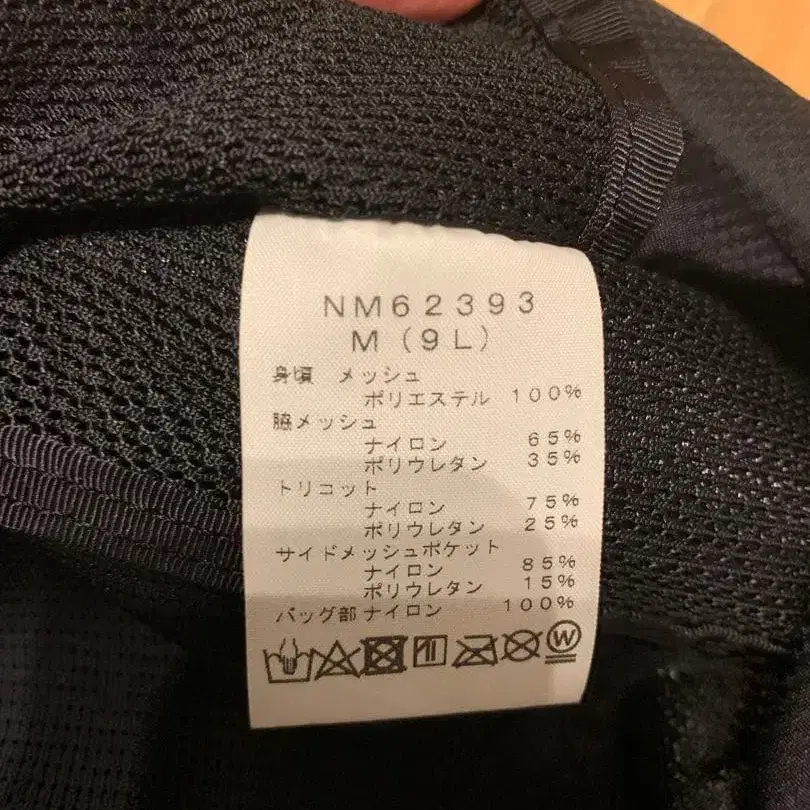 NM62393
M (9L)
身頃 メッシュ
ポリエステル 100%
脇メッシュ
ナイロン 65%
ポリウレタン 35%
トリコット
ナイロン 75%
ポリウレタン 25%
サイドメッシュポケット
ナイロン 85%
ポリウレタン 15%
バッグ部 ナイロン 100%
W